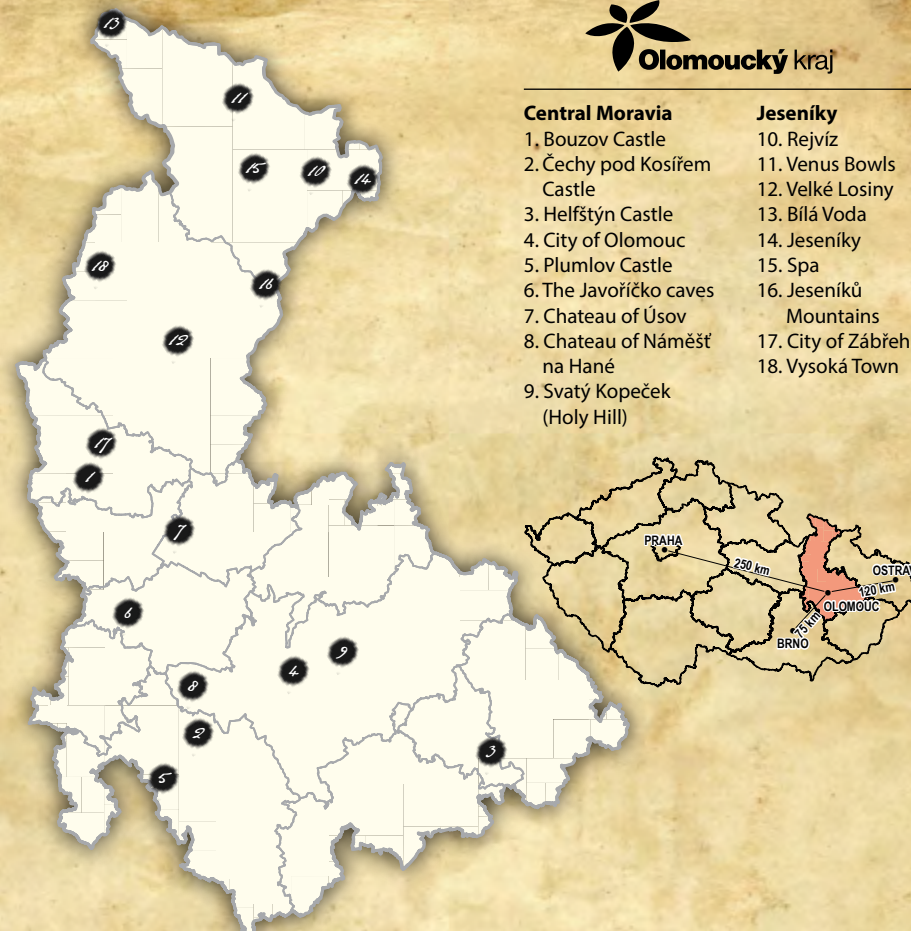 Olomoucký kraj
Central Moravia
1. Bouzov Castle
2. Čechy pod Kosířem
Castle
3. Helfštýn Castle
4. City of Olomouc
5. Plumlov Castle
6. The Javoříčko caves
7. Chateau of Úsov
8. Chateau of Náměšť
na Hané
9. Svatý Kopeček
(Holy Hill)
Jeseníky
10. Rejvíz
11. Venus Bowls
12. Velké Losiny
13. Bílá Voda
14. Jeseníky
15. Spa
16. Jeseníků
Mountains
17. City of Zábřeh
18. Vysoká Town
13
11
15
10
14
18
16
12
17
1
7
6
9
4
8
2
3
5
PRAHA
250 km
OSTRAV
120 km
OLOMOUC
75 km
BRNO